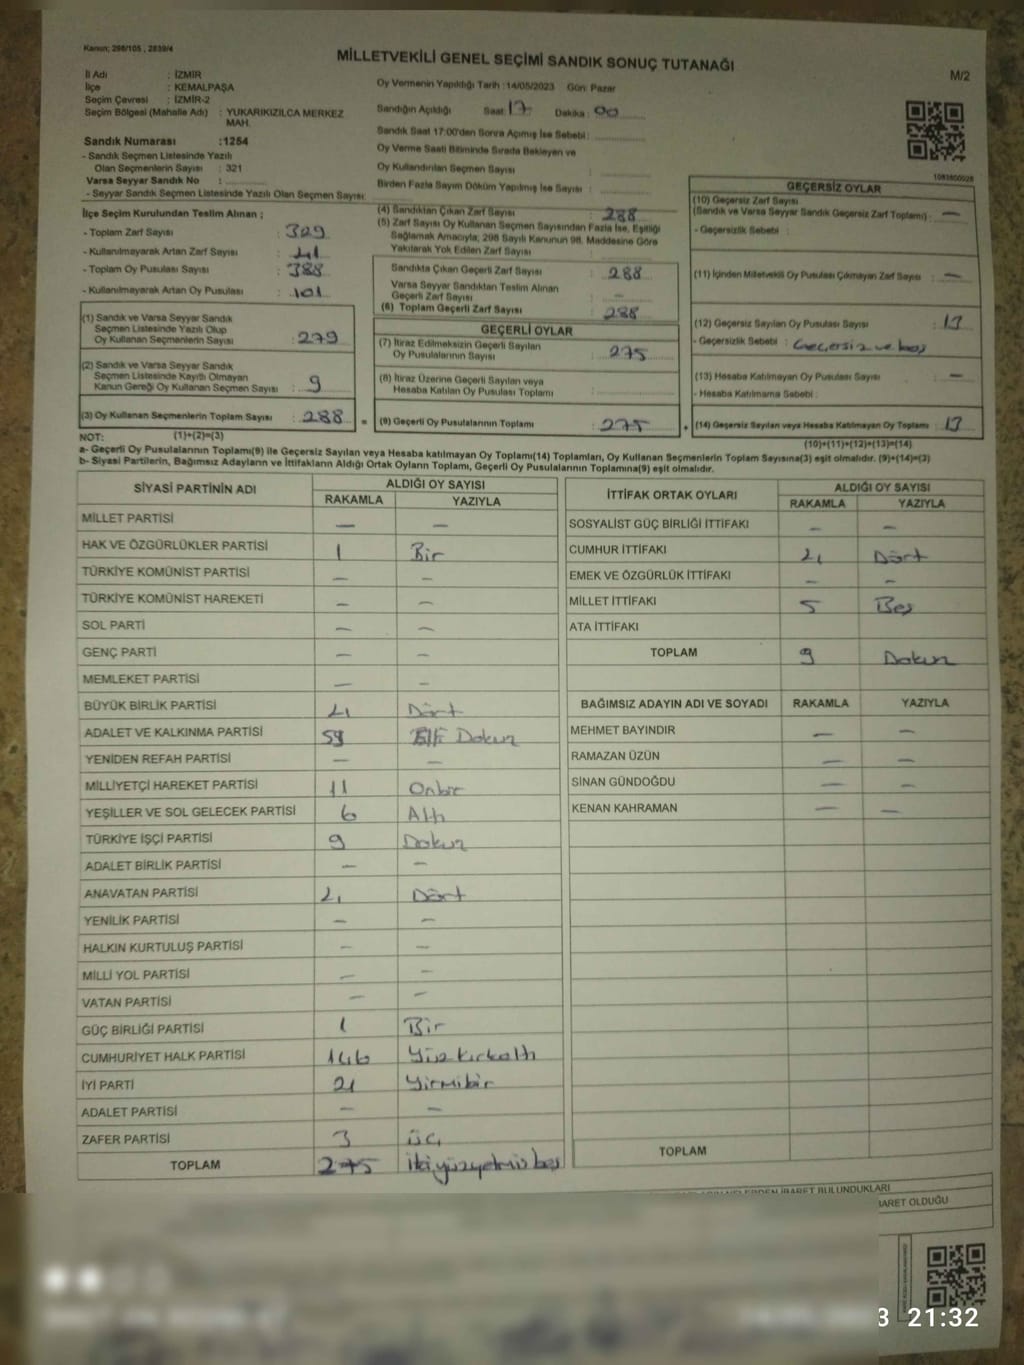 Kanun; 298/105 , 2839/4
MİLLETVEKİLİ GENEL SEÇİMİ SANDIK SONUÇ TUTANAĞI
M/2
İl Adı : İZMİR
İlçe : KEMALPAŞA
Seçim Çevresi : İZMİR-2
Seçim Bölgesi (Mahalle Adı) : YUKARIKIZILCA MERKEZ MAH.
Sandık Numarası :1254
- Sandık Seçmen Listesinde Yazılı
Olan Seçmenlerin Sayısı : 321
Varsa Seyyar Sandık No :
- Seyyar Sandık Seçmen Listesinde Yazılı Olan Seçmen Sayısı:
Oy Vermenin Yapıldığı Tarih :14/05/2023 Gün: Pazar
Sandığın Açıldığı Saat: 17 Dakika : 00
Sandık Saat 17:00'den Sonra Açımış İse Sebebi :
Oy Verme Saati Bitiminde Sırada Bekleyen ve
Oy Kullandırılan Seçmen Sayısı :
Birden Fazla Sayım Döküm Yapılmış İse Sayısı :
1083800028
İlçe Seçim Kurulundan Teslim Alınan ;
- Toplam Zarf Sayısı : 329
- Kullanılmayarak Artan Zarf Sayısı : 41
- Toplam Oy Pusulası Sayısı : 388
- Kullanılmayarak Artan Oy Pusulası : 101
(1) Sandık ve Varsa Seyyar Sandık
Seçmen Listesinde Yazılı Olup
Oy Kullanan Seçmenlerin Sayısı : 279
(2) Sandık ve Varsa Seyyar Sandık
Seçmen Listesinde Kayıtlı Olmayan
Kanun Gereği Oy Kullanan Seçmen Sayısı : 9
(3) Oy Kullanan Seçmenlerin Toplam Sayısı : 288 =
(1)+(2)=(3)
(4) Sandıktan Çıkan Zarf Sayısı : 288
(5) Zarf Sayısı Oy Kullanan Seçmen Sayısından Fazla İse, Eşitliği
Sağlamak Amacıyla, 298 Sayılı Kanunun 98. Maddesine Göre
Yakılarak Yok Edilen Zarf Sayısı :
Sandıkta Çıkan Geçerli Zarf Sayısı : 288
Varsa Seyyar Sandıktan Teslim Alınan
Geçerli Zarf Sayısı : –
(6) Toplam Geçerli Zarf Sayısı : 288
GEÇERLİ OYLAR
(7) İtiraz Edilmeksizin Geçerli Sayılan
Oy Pusulalarının Sayısı : 275
(8) İtiraz Üzerine Geçerli Sayılan veya
Hesaba Katılan Oy Pusulası Toplamı :
(9) Geçerli Oy Pusulalarının Toplamı : 275 +
GEÇERSİZ OYLAR
(10) Geçersiz Zarf Sayısı
(Sandık ve Varsa Seyyar Sandık Geçersiz Zarf Toplamı) : –
- Geçersizlik Sebebi :
(11) İçinden Milletvekili Oy Pusulası Çıkmayan Zarf Sayısı : –
(12) Geçersiz Sayılan Oy Pusulası Sayısı : 13
- Geçersizlik Sebebi : Geçersiz ve boş
(13) Hesaba Katılmayan Oy Pusulası Sayısı : –
- Hesaba Katılmama Sebebi :
(14) Geçersiz Sayılan veya Hesaba Katılmayan Oy Toplamı : 13
(10)+(11)+(12)+(13)=(14)
NOT:
a- Geçerli Oy Pusulalarının Toplamı(9) ile Geçersiz Sayılan veya Hesaba katılmayan Oy Toplamı(14) Toplamları, Oy Kullanan Seçmenlerin Toplam Sayısına(3) eşit olmalıdır. (9)+(14)=(3)
b- Siyasi Partilerin, Bağımsız Adayların ve İttifakların Aldığı Ortak Oyların Toplamı, Geçerli Oy Pusulalarının Toplamına(9) eşit olmalıdır.
SİYASİ PARTİNİN ADI ALDIĞI OY SAYISI
RAKAMLA YAZIYLA
MİLLET PARTİSİ – –
HAK VE ÖZGÜRLÜKLER PARTİSİ 1 Bir
TÜRKİYE KOMÜNİST PARTİSİ – –
TÜRKİYE KOMÜNİST HAREKETİ – –
SOL PARTİ – –
GENÇ PARTİ – –
MEMLEKET PARTİSİ – –
BÜYÜK BİRLİK PARTİSİ 4 Dört
ADALET VE KALKINMA PARTİSİ 59 Elli Dokuz
YENİDEN REFAH PARTİSİ – –
MİLLİYETÇİ HAREKET PARTİSİ 11 Onbir
YEŞİLLER VE SOL GELECEK PARTİSİ 6 Altı
TÜRKİYE İŞÇİ PARTİSİ 9 Dokuz
ADALET BİRLİK PARTİSİ – –
ANAVATAN PARTİSİ 4 Dört
YENİLİK PARTİSİ – –
HALKIN KURTULUŞ PARTİSİ – –
MİLLİ YOL PARTİSİ – –
VATAN PARTİSİ – –
GÜÇ BİRLİĞİ PARTİSİ 1 Bir
CUMHURİYET HALK PARTİSİ 146 Yüzkırkaltı
İYİ PARTİ 21 Yirmibir
ADALET PARTİSİ – –
ZAFER PARTİSİ 3 üç
TOPLAM 275 ikiyüzyetmişbeş
İTTİFAK ORTAK OYLARI ALDIĞI OY SAYISI
RAKAMLA YAZIYLA
SOSYALİST GÜÇ BİRLİĞİ İTTİFAKI – –
CUMHUR İTTİFAKI 4 Dört
EMEK VE ÖZGÜRLÜK İTTİFAKI – –
MİLLET İTTİFAKI 5 Beş
ATA İTTİFAKI
TOPLAM 9 Dokuz
BAĞIMSIZ ADAYIN ADI VE SOYADI RAKAMLA YAZIYLA
MEHMET BAYINDIR – –
RAMAZAN ÜZÜN – –
SİNAN GÜNDOĞDU – –
KENAN KAHRAMAN – –
TOPLAM
İBARET BULUNDUKLARI
İBARET OLDUĞU
3 21:32